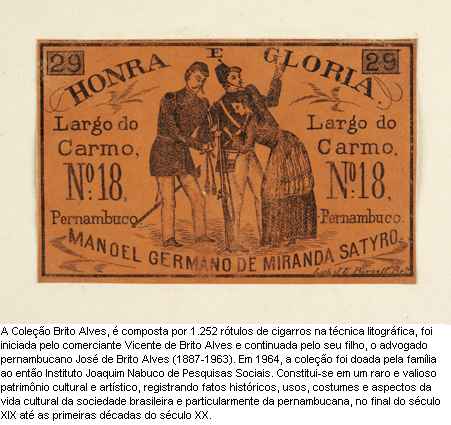 29 HONRA E GLORIA 29
Largo do
Carmo,
Nº 18,
Pernambuco
Largo do
Carmo,
Nº 18,
Pernambuco.
MANOEL GERMANO DE MIRANDA SATYRO.
A Coleção Brito Alves, é composta por 1.252 rótulos de cigarros na técnica litográfica, foi
iniciada pelo comerciante Vicente de Brito Alves e continuada pelo seu filho, o advogado
pernambucano José de Brito Alves (1887-1963). Em 1964, a coleção foi doada pela família
ao então Instituto Joaquim Nabuco de Pesquisas Sociais. Constitui-se em um raro e valioso
patrimônio cultural e artístico, registrando fatos históricos, usos, costumes e aspectos da
vida cultural da sociedade brasileira e particularmente da pernambucana, no final do século
XIX até as primeiras décadas do século XX.